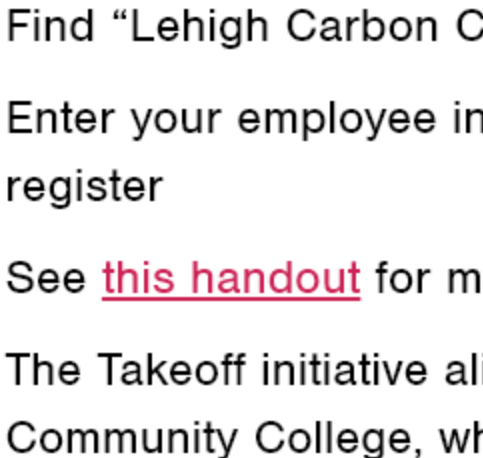 Find “Lehigh Carbon C
Enter your employee in
register
See this handout for m
The Takeoff initiative ali
Community College, wh